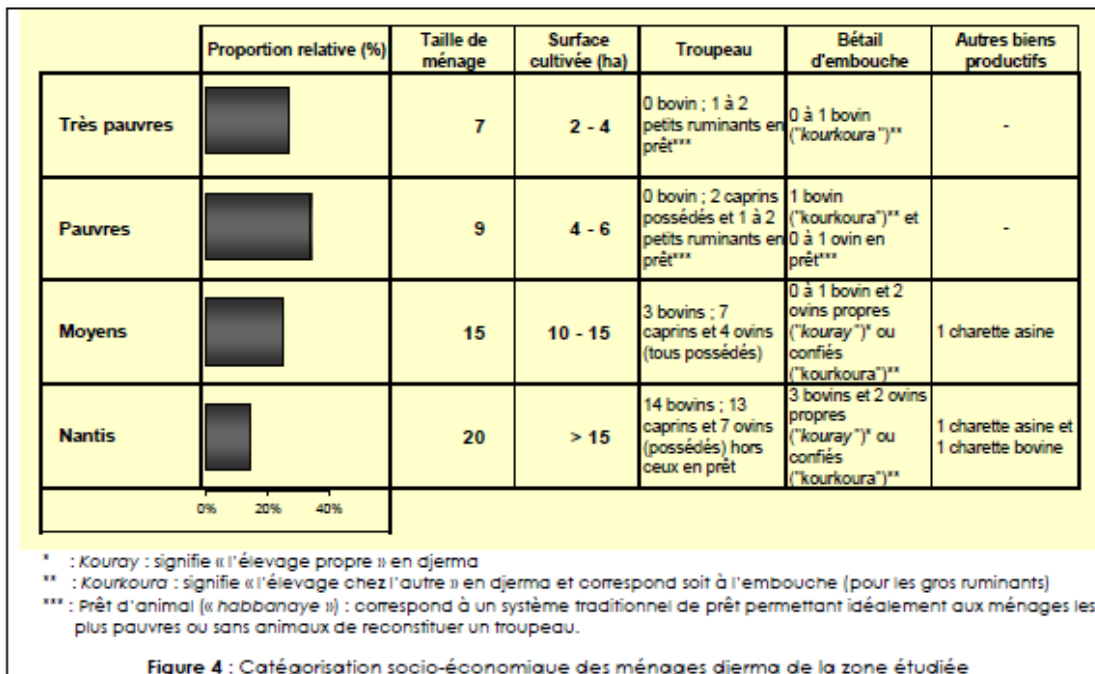 Proportion relative (%)
Taille de
ménage
Surface
cultivée (ha)
Troupeau
Bétail
d'embouche
Autres biens
productifs
Très pauvres
7
2 - 4
0 bovin ; 1 à 2
petits ruminants en
prêt***
0 à 1 bovin
("kourkoura")**
-
Pauvres
9
4 - 6
0 bovin ; 2 caprins
possédés et 1 à 2
petits ruminants en
prêt***
1 bovin
("kourkoura")** et
0 à 1 ovin en
prêt***
-
Moyens
15
10 - 15
3 bovins ; 7
caprins et 4 ovins
(tous possédés)
0 à 1 bovin et 2
ovins propres
("kouray")* ou
confiés
("kourkoura")**
1 charette asine
Nantis
20
> 15
14 bovins ; 13
caprins et 7 ovins
(possédés) hors
ceux en prêt
3 bovins et 2 ovins
propres
("kouray")* ou
confiés
("kourkoura")**
1 charette asine et
1 charette bovine
0% 20% 40%
* : Kouray : signifie « l'élevage propre » en djerma
** : Kourkoura : signifie « l'élevage chez l'autre » en djerma et correspond soit à l'embouche (pour les gros ruminants)
*** : Prêt d'animal (« habbanaye ») : correspond à un système traditionnel de prêt permettant idéalement aux ménages les
plus pauvres ou sans animaux de reconstituer un troupeau.
Figure 4 : Catégorisation socio-économique des ménages djerma de la zone étudiée